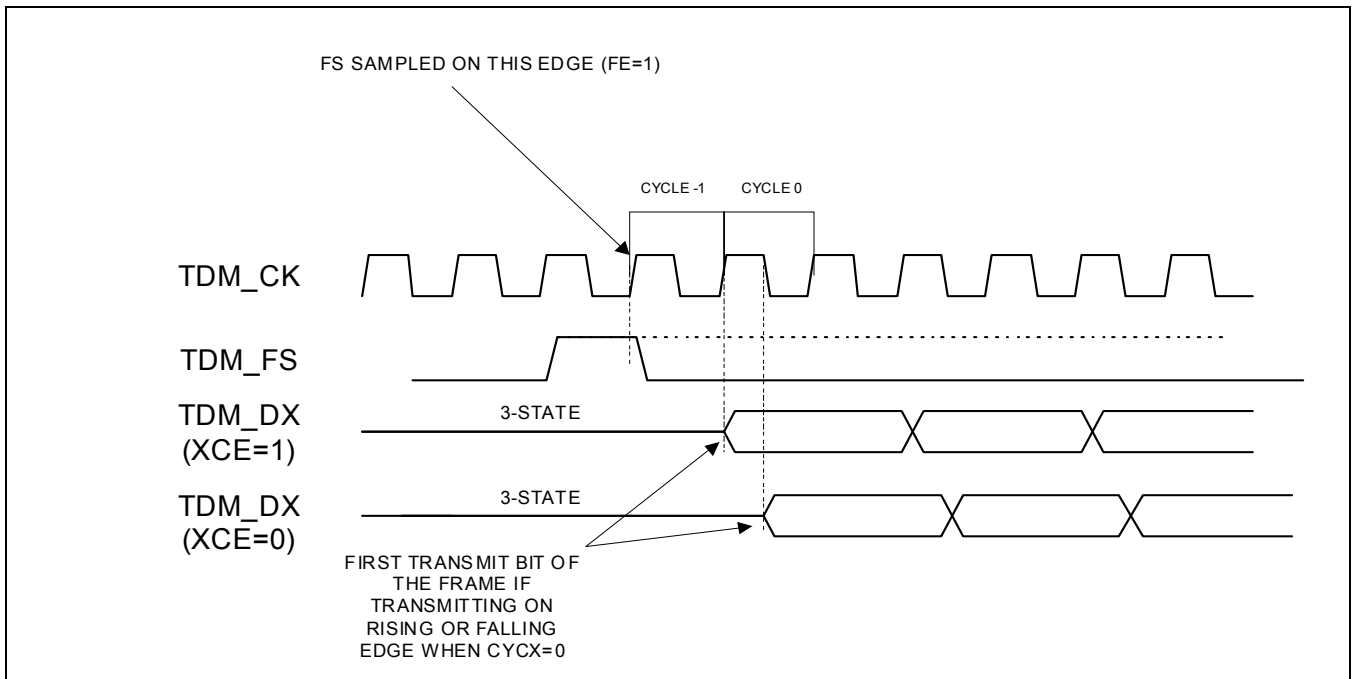 FS SAMPLED ON THIS EDGE (FE=1)
CYCLE -1
CYCLE 0
TDM_CK
TDM_FS
TDM_DX
(XCE=1)
3-STATE
TDM_DX
(XCE=0)
3-STATE
FIRST TRANSMIT BIT OF
THE FRAME IF
TRANSMITTING ON
RISING OR FALLING
EDGE WHEN CYCX=0